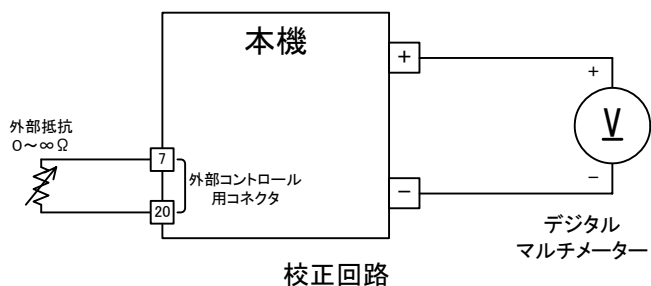 本機
+
+
V
−
−
外部抵抗
0～∞Ω
7
20
外部コントロール
用コネクタ
デジタル
マルチメーター
校正回路